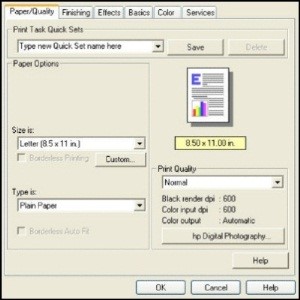 Paper/Quality Finishing Effects Basics Color Services
Print Task Quick Sets
Type new Quick Set name here Save Delete
Paper Options
E
8.50 x 11.00 in.
Size is:
Letter (8.5 x 11 in.)
Borderless Printing Custom...
Type is:
Plain Paper
Borderless Auto Fit
Print Quality
Normal
Black render dpi : 600
Color input dpi : 600
Color output : Automatic
hp Digital Photography...
Help
OK Cancel Help